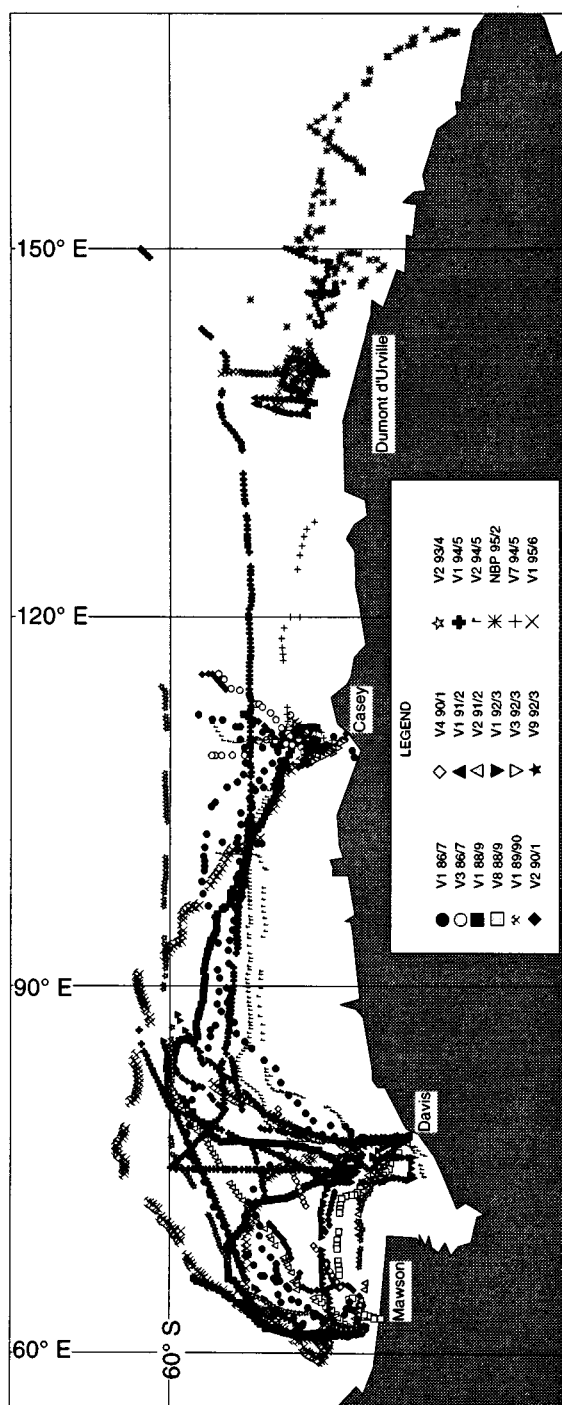 60° E
90° E
120° E
150° E
60° S
Mawson
Davis
Casey
Dumont d'Urville
LEGEND
V1 86/7
V3 86/7
V1 88/9
V8 88/9
V1 89/90
V2 90/1
V4 90/1
V1 91/2
V2 91/2
V1 92/3
V3 92/3
V9 92/3
V2 93/4
V1 94/5
V2 94/5
NBP 95/2
V7 94/5
V1 95/6